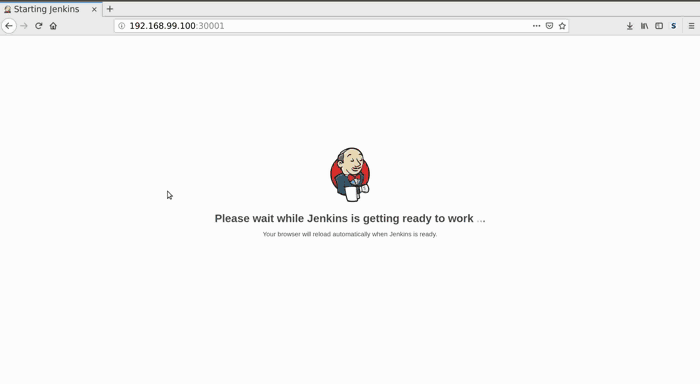 Starting Jenkins
192.168.99.100:30001
Please wait while Jenkins is getting ready to work ...
Your browser will reload automatically when Jenkins is ready.